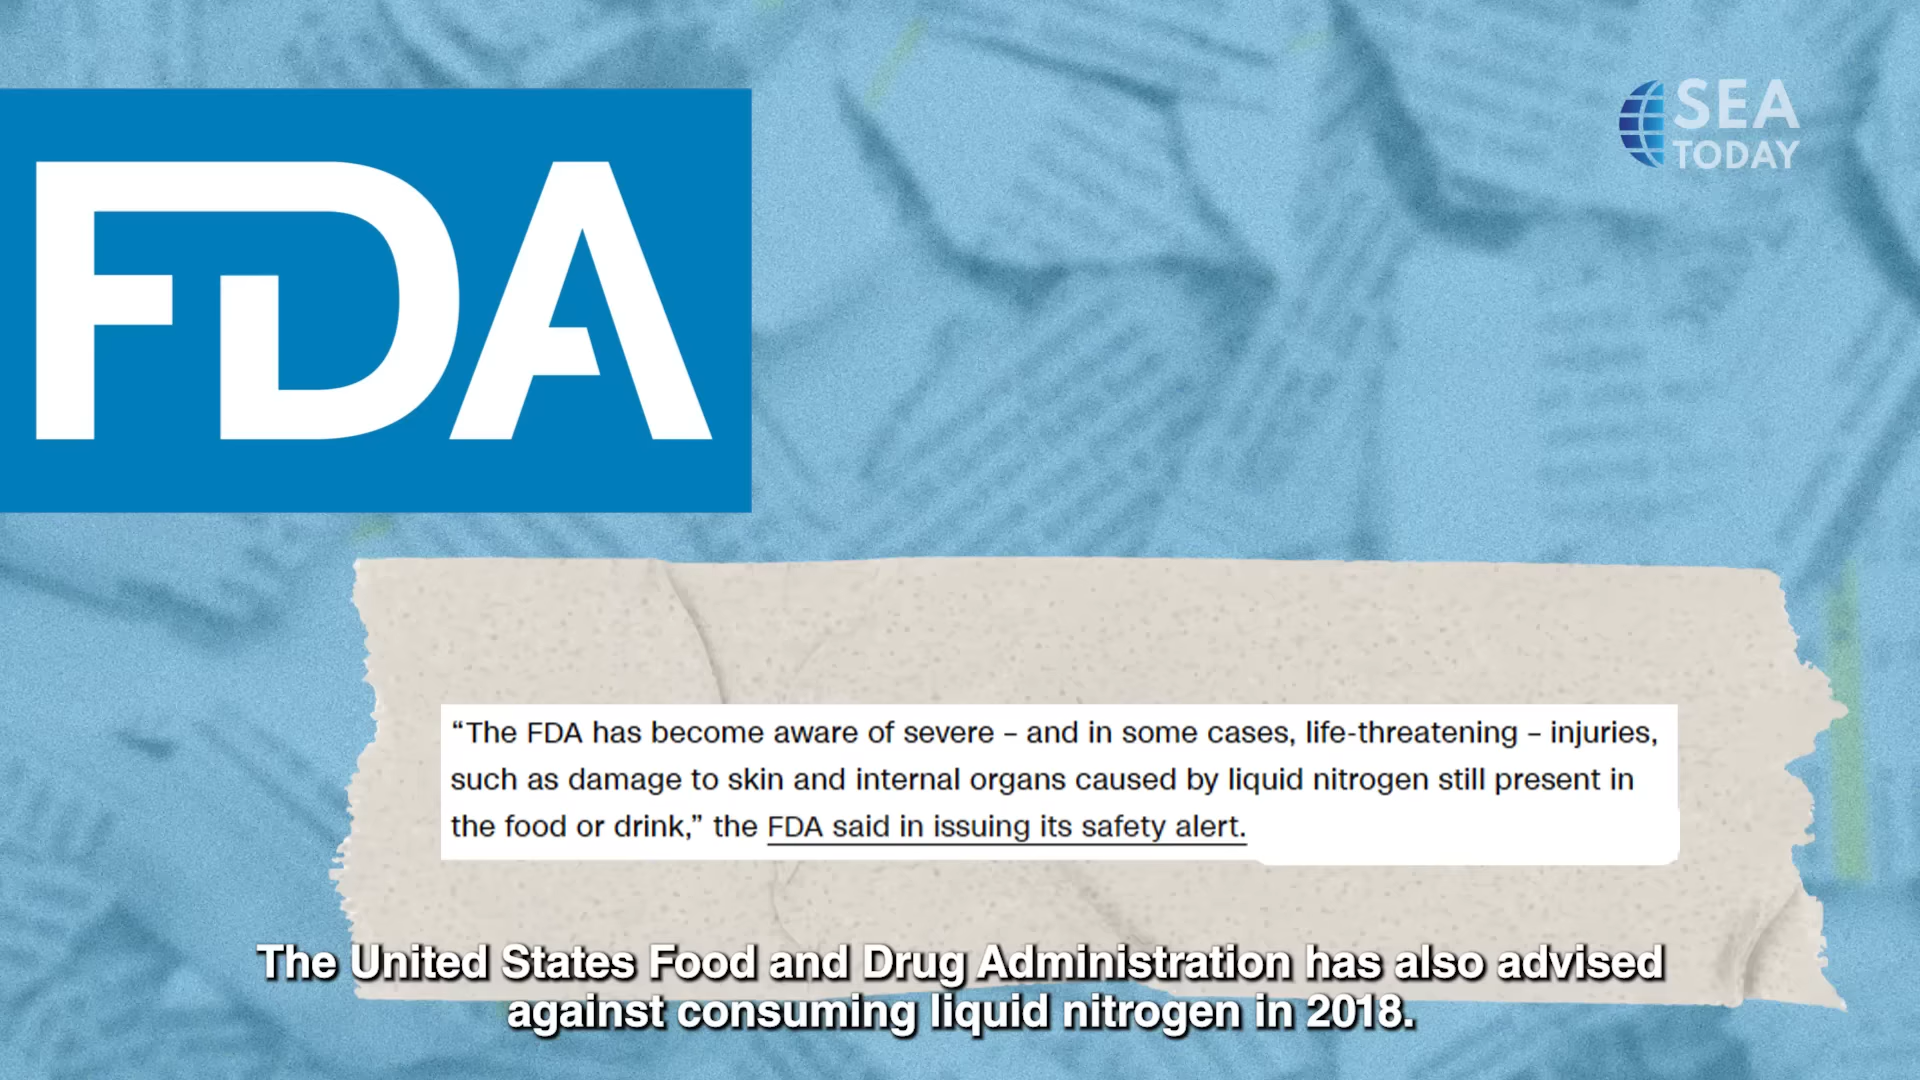 FDA
SEA
TODAY
“The FDA has become aware of severe – and in some cases, life-threatening – injuries,
such as damage to skin and internal organs caused by liquid nitrogen still present in
the food or drink,” the FDA said in issuing its safety alert.
The United States Food and Drug Administration has also advised
against consuming liquid nitrogen in 2018.